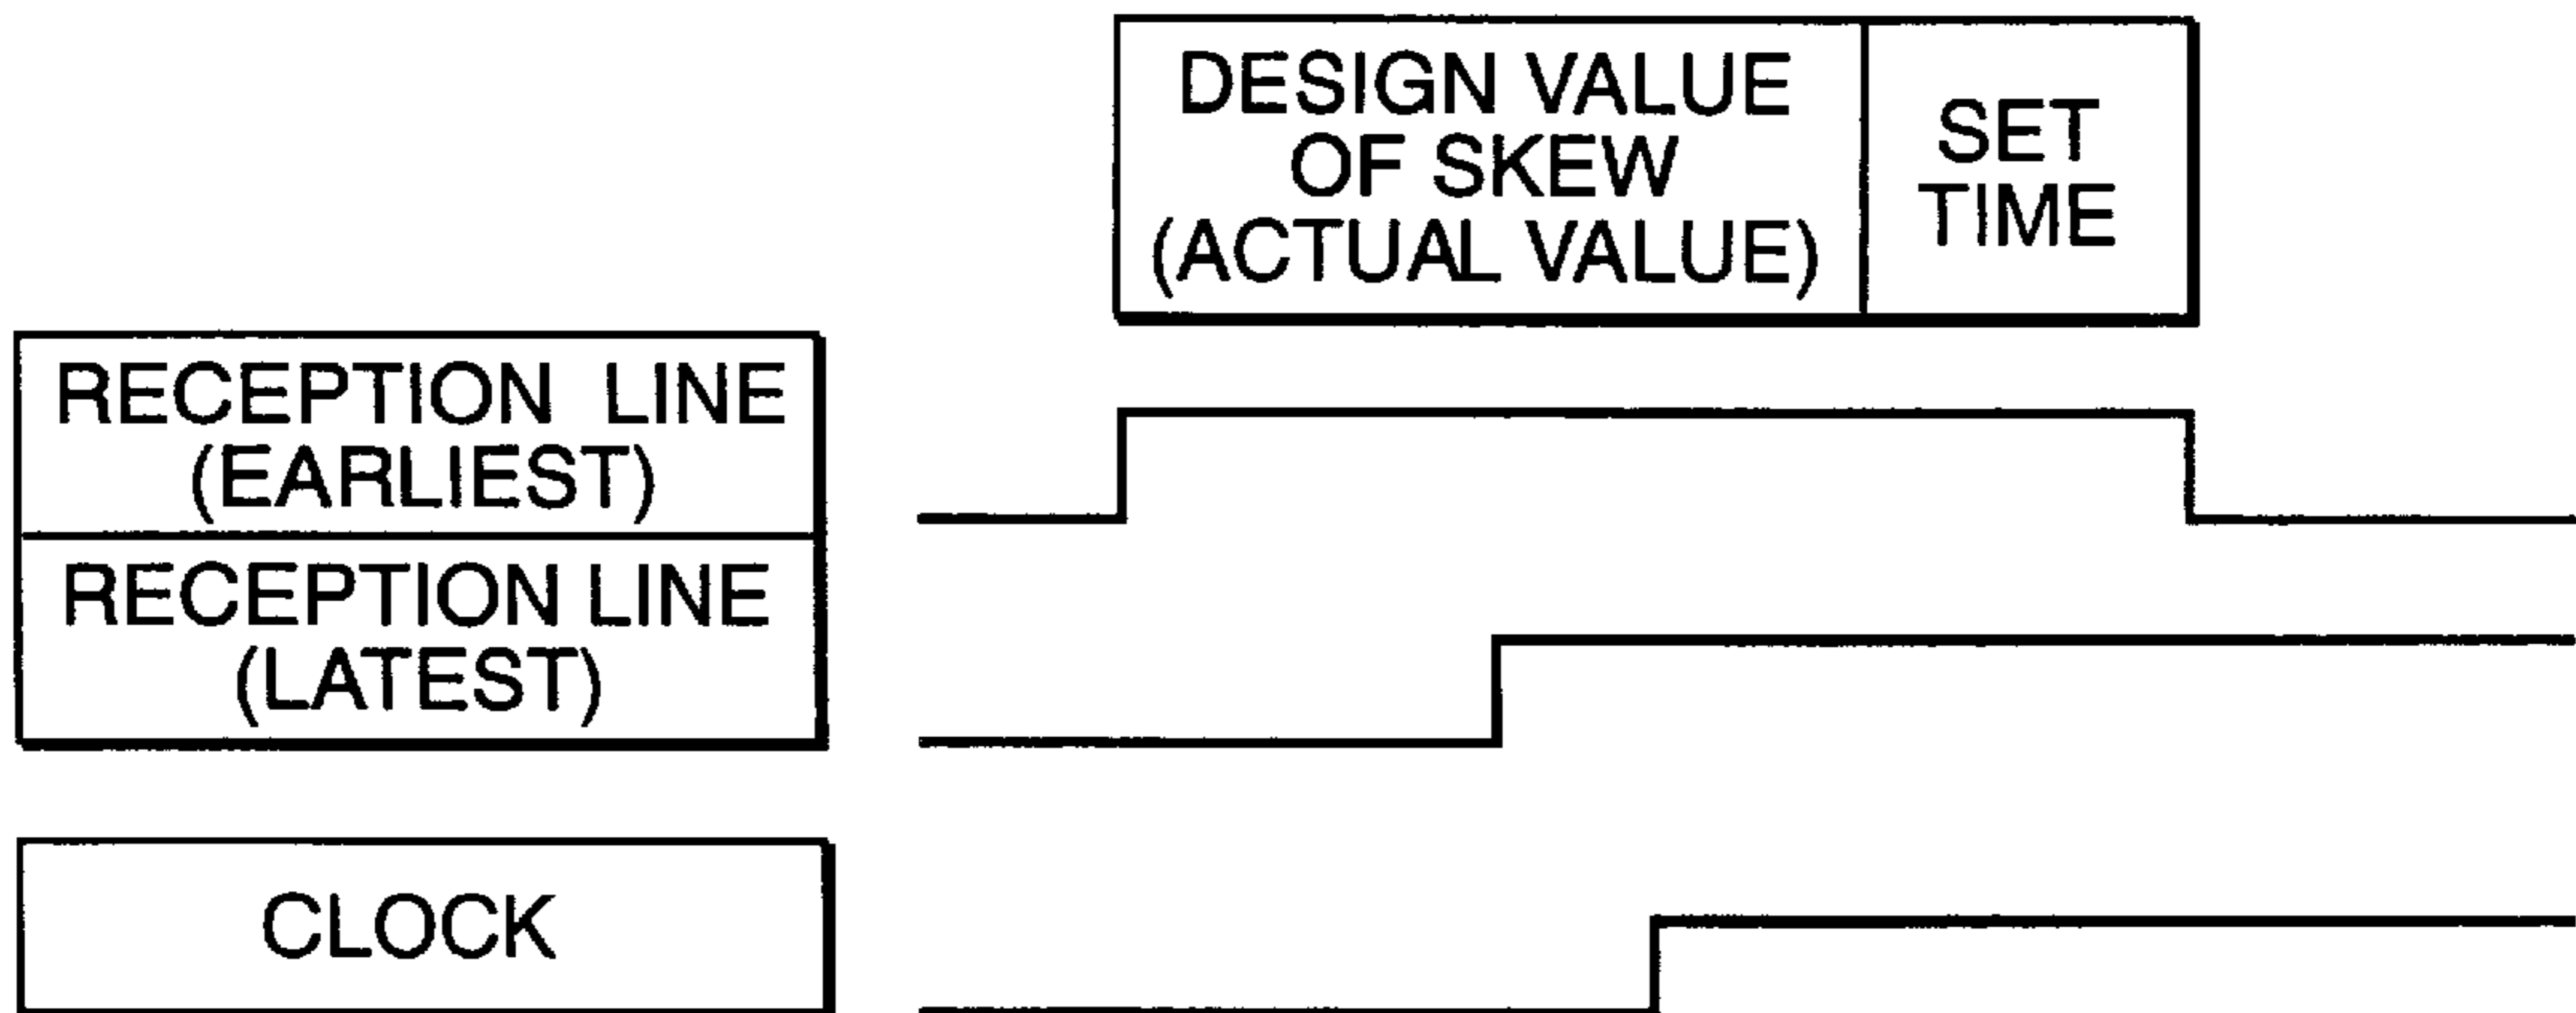 DESIGN VALUE
OF SKEW
(ACTUAL VALUE)
SET
TIME
RECEPTION LINE
(EARLIEST)
RECEPTION LINE
(LATEST)
CLOCK